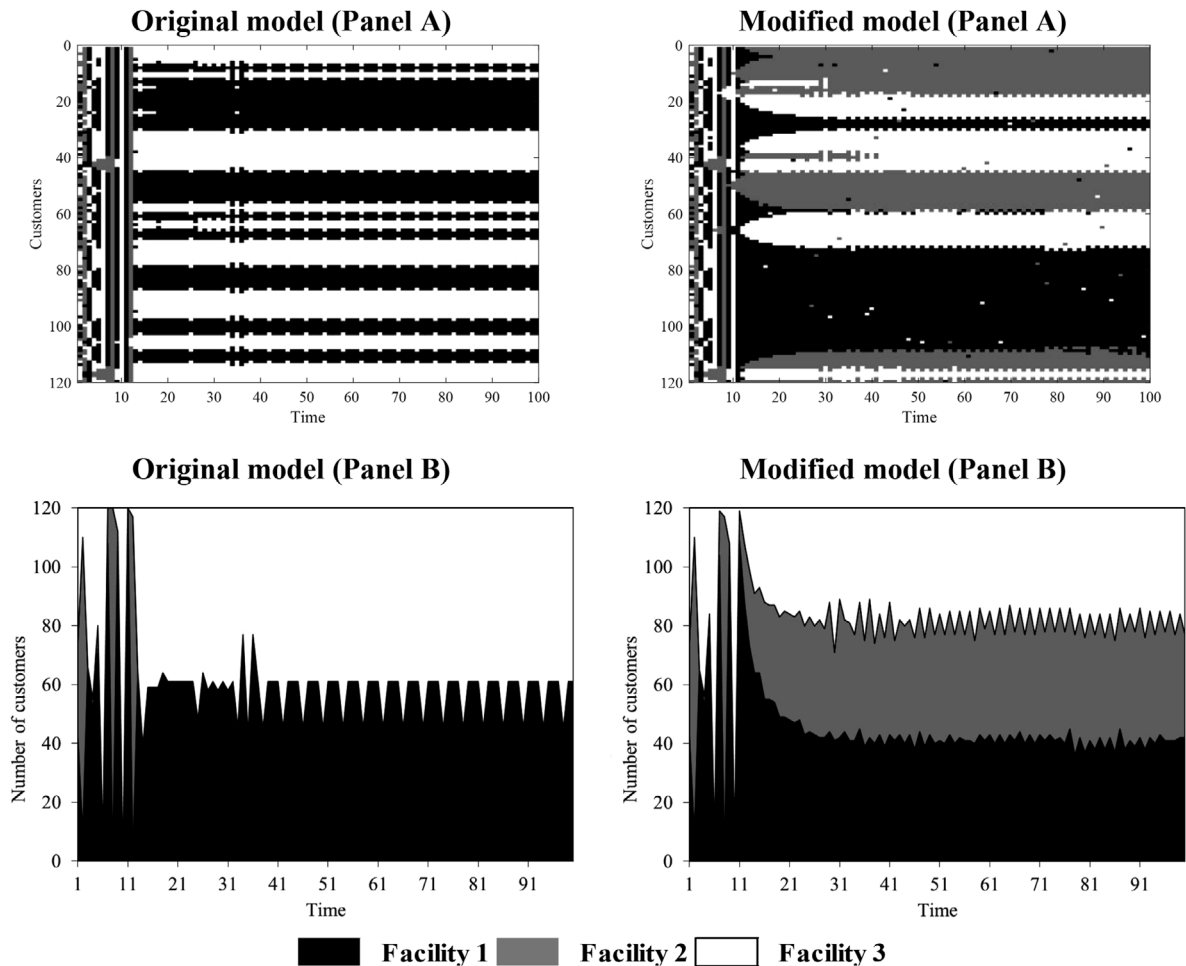 Original model (Panel A)
Modified model (Panel A)
0
20
40
60
80
100
120
Customers
10 20 30 40 50 60 70 80 90 100
Time
0
20
40
60
80
100
120
Customers
10 20 30 40 50 60 70 80 90 100
Time
Original model (Panel B)
Modified model (Panel B)
120
100
80
60
40
20
0
Number of customers
1 11 21 31 41 51 61 71 81 91
Time
120
100
80
60
40
20
0
Number of customers
1 11 21 31 41 51 61 71 81 91
Time
Facility 1 Facility 2 Facility 3